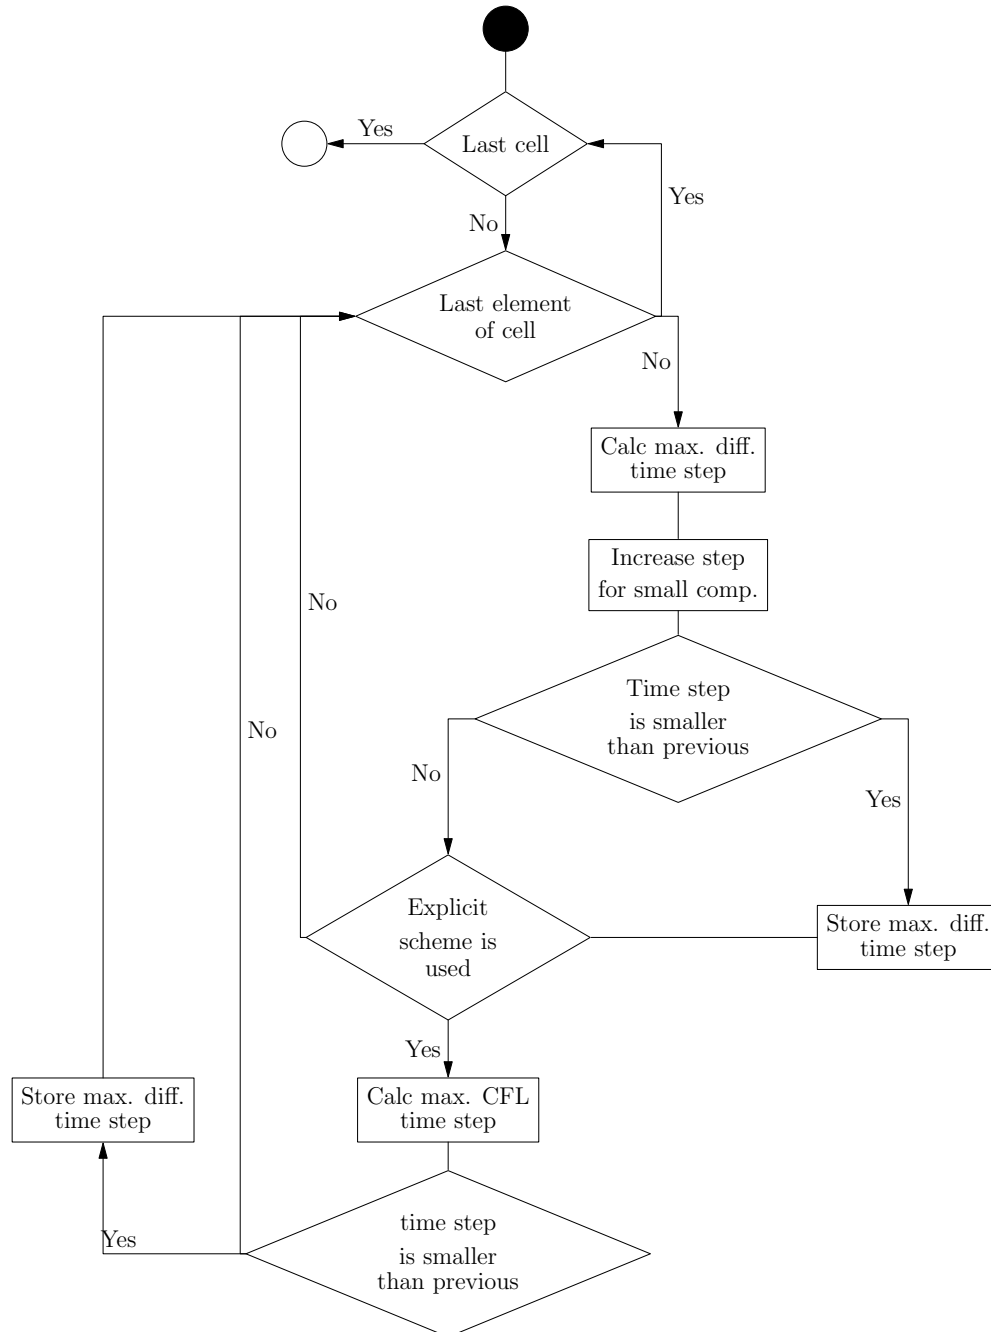 Yes
Last cell
Yes
No
Last element
of cell
No
Calc max. diff.
time step
Increase step
for small comp.
No
Time step
is smaller
than previous
No
No
Yes
Explicit
scheme is
used
Store max. diff.
time step
Yes
Store max. diff.
time step
Calc max. CFL
time step
Yes
time step
is smaller
than previous